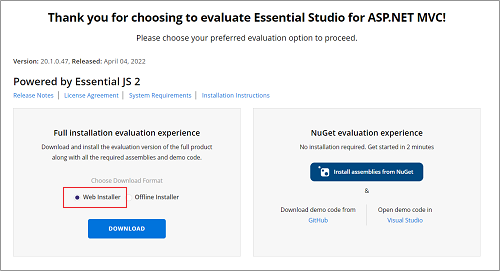 Thank you for choosing to evaluate Essential Studio for ASP.NET MVC!
Please choose your preferred evaluation option to proceed.
Version: 20.1.0.47, Released: April 04, 2022
Powered by Essential JS 2
Release Notes | License Agreement | System Requirements | Installation Instructions
Full installation evaluation experience
Download and install the evaluation version of the full product
along with all the required assemblies and demo code.
Choose Download Format
Web Installer Offline Installer
DOWNLOAD
NuGet evaluation experience
No installation required. Get started in 2 minutes
Install assemblies from NuGet
&
Download demo code from
GitHub
Open demo code in
Visual Studio